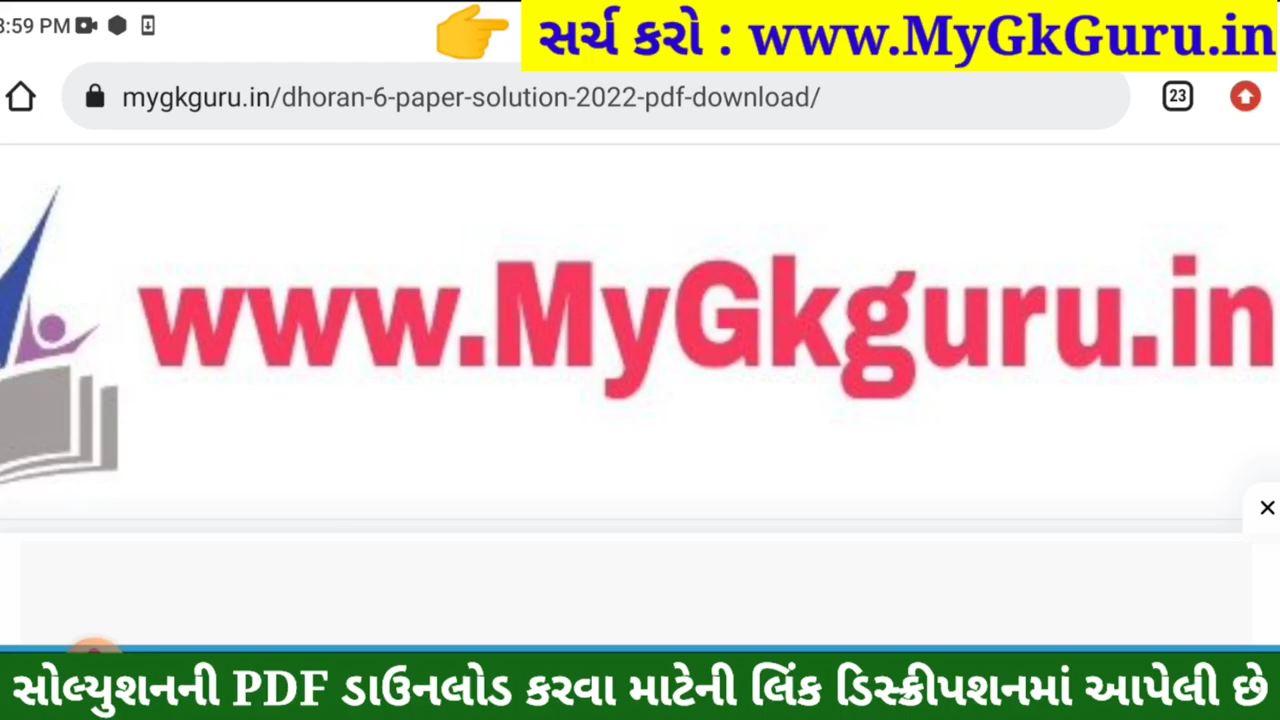 3:59 PM
👉 સર્ચ કરો : www.MyGkGuru.in
mygkguru.in/dhoran-6-paper-solution-2022-pdf-download/
23
www.MyGkguru.in
સોલ્યુશનની PDF ડાઉનલોડ કરવા માટેની લિંક ડિસ્ક્રીપશનમાં આપેલી છે